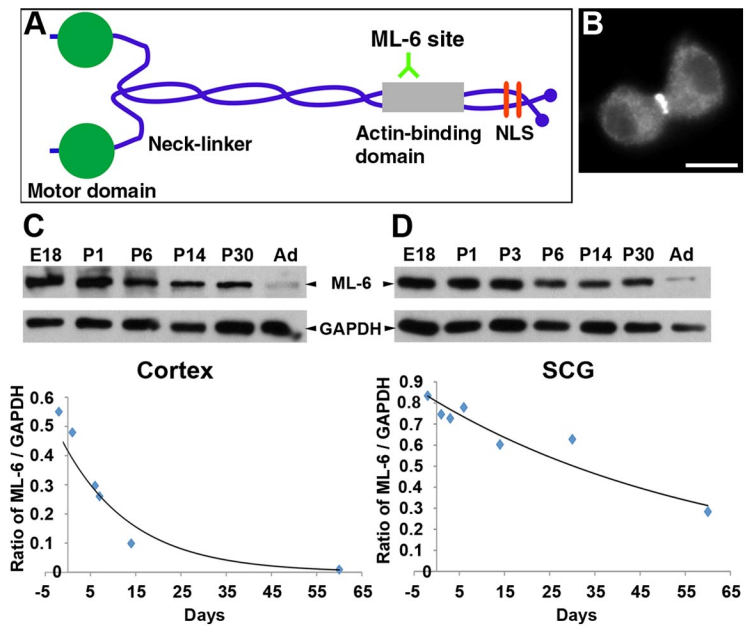 A
ML-6 site
Neck-linker
Actin-binding
domain
NLS
Motor domain
B
C
E18 P1 P6 P14 P30 Ad
D
E18 P1 P3 P6 P14 P30 Ad
ML-6
GAPDH
Cortex
Ratio of ML-6 / GAPDH
0.6
0.5
0.4
0.3
0.2
0.1
0
-5 5 15 25 35 45 55 65
Days
SCG
Ratio of ML-6 / GAPDH
0.9
0.8
0.7
0.6
0.5
0.4
0.3
0.2
0.1
0
-5 5 15 25 35 45 55 65
Days